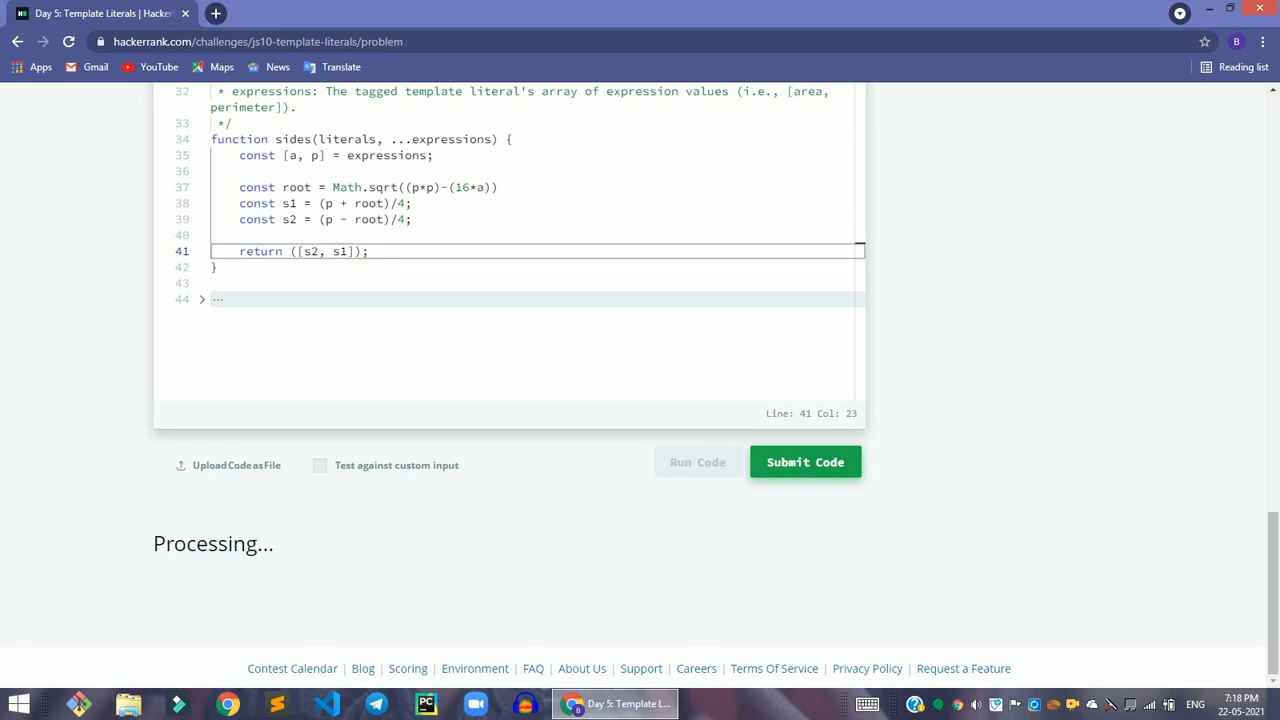 Day 5: Template Literals | Hacker
hackerrank.com/challenges/js10-template-literals/problem
B
Apps
Gmail
YouTube
Maps
News
Translate
Reading list
32
* expressions: The tagged template literal's array of expression values (i.e., [area,
perimeter]).
33
*/
34
function sides(literals, ...expressions) {
35
const [a, p] = expressions;
36
37
const root = Math.sqrt((p*p)-(16*a))
38
const s1 = (p + root)/4;
39
const s2 = (p - root)/4;
40
41
return ([s2, s1]);
42
}
43
44
...
Line: 41 Col: 23
Upload Code as File
Test against custom input
Run Code
Submit Code
Processing...
Contest Calendar | Blog | Scoring | Environment | FAQ | About Us | Support | Careers | Terms Of Service | Privacy Policy | Request a Feature
PC
Day 5: Template L...
ENG
7:18 PM
22-05-2021